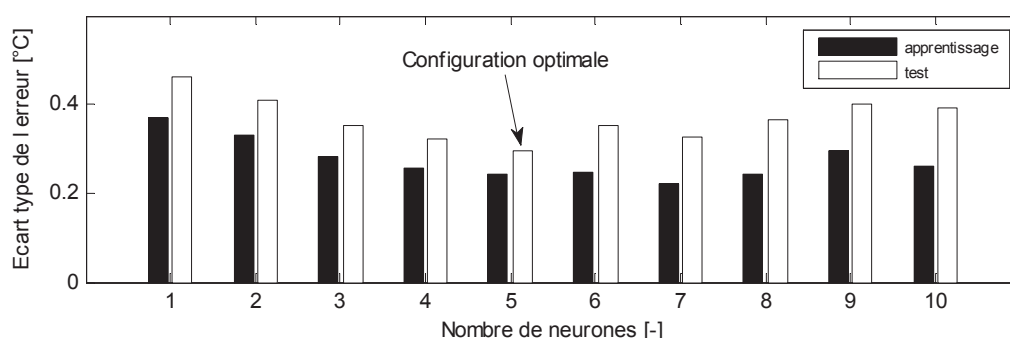 Ecart type de l erreur [°C]
0.4
0.2
0
Configuration optimale
apprentissage
test
1 2 3 4 5 6 7 8 9 10
Nombre de neurones [-]